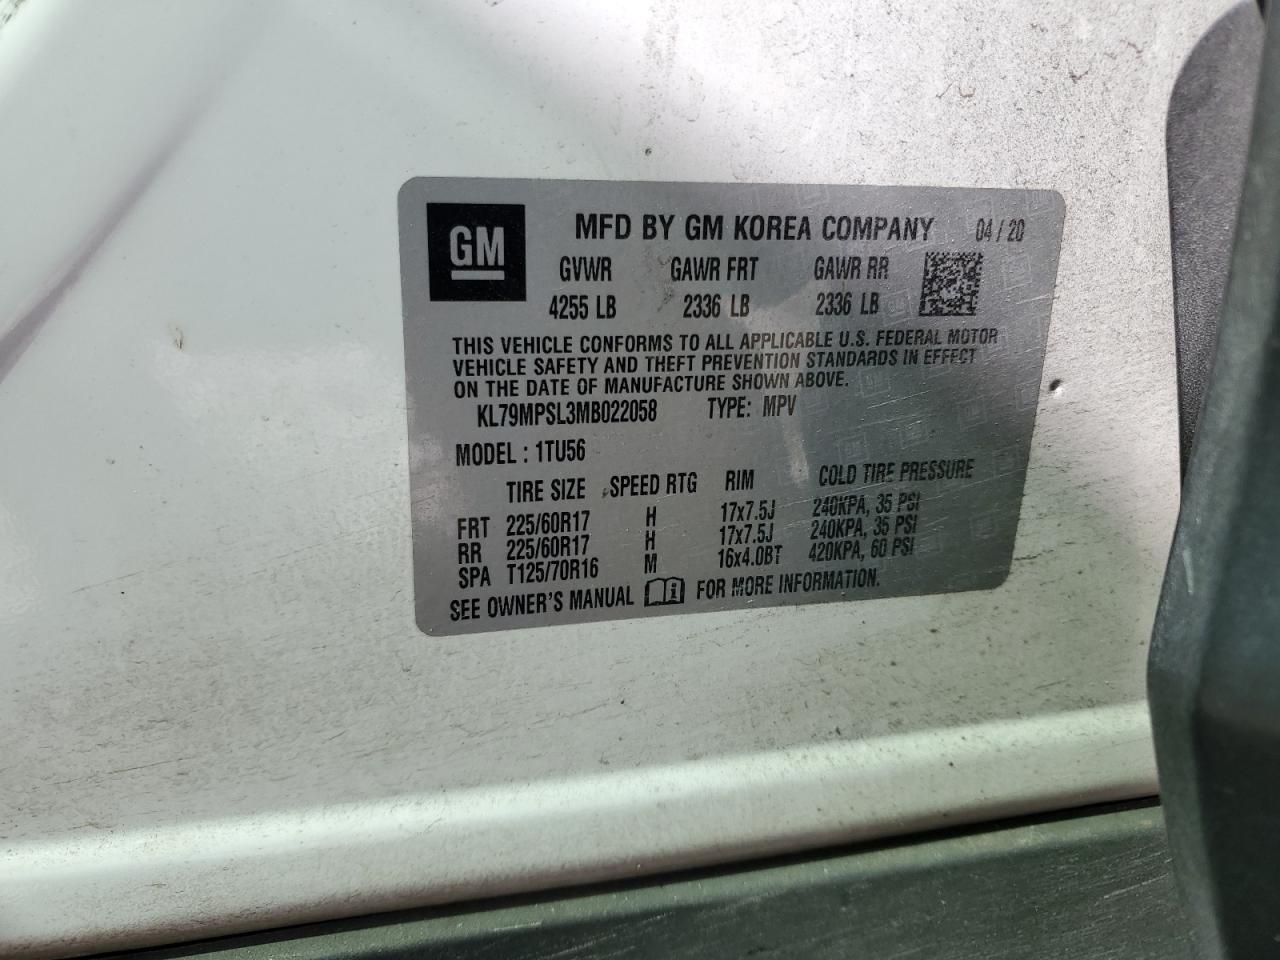 GM
MFD BY GM KOREA COMPANY 04/20
GVWR GAWR FRT GAWR RR
4255 LB 2336 LB 2336 LB
THIS VEHICLE CONFORMS TO ALL APPLICABLE U.S. FEDERAL MOTOR
VEHICLE SAFETY AND THEFT PREVENTION STANDARDS IN EFFECT
ON THE DATE OF MANUFACTURE SHOWN ABOVE.
KL79MPSL3MB022058 TYPE: MPV
MODEL : 1TU56
TIRE SIZE SPEED RTG RIM COLD TIRE PRESSURE
FRT 225/60R17 H 17x7.5J 240KPA, 35 PSI
RR 225/60R17 H 17x7.5J 240KPA, 35 PSI
SPA T125/70R16 M 16x4.0BT 420KPA, 60 PSI
SEE OWNER'S MANUAL i FOR MORE INFORMATION.